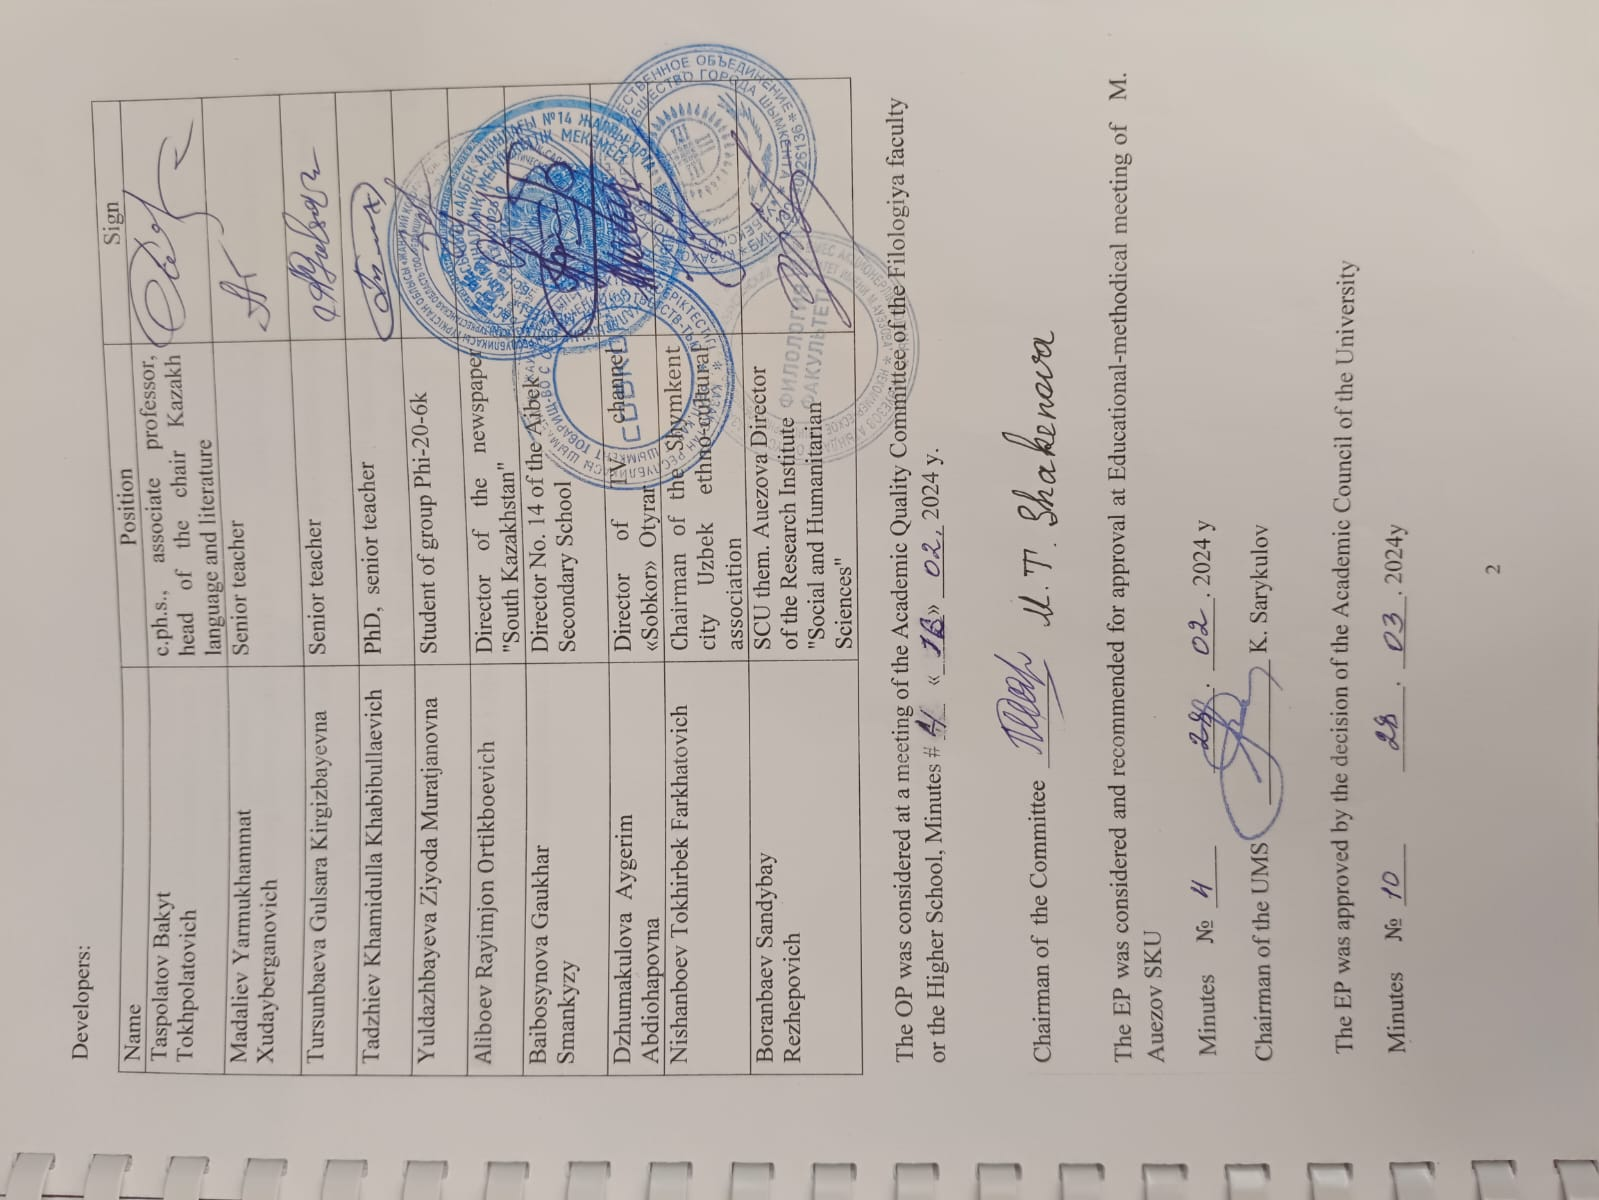 Developers:
Name Position Sign
Taspolatov Bakyt c.ph.s., associate professor,
Tokhpolatovich head of the chair Kazakh
language and literature
Madaliev Yarmukhammat Senior teacher
Xudayberganovich
Tursunbaeva Gulsara Kirgizbayevna Senior teacher
Tadzhiev Khamidulla Khabibullaevich PhD, senior teacher
Yuldazhbayeva Ziyoda Muratjanovna Student of group Phi-20-6k
Aliboev Rayimjon Ortikboevich Director of the newspaper
"South Kazakhstan"
Baibosynova Gaukhar Director No. 14 of the Aibek
Smankyzy Secondary School
Dzhumakulova Aygerim Director of TV channel
Abdiohapovna «Sobkor» Otyrar
Nishanboev Tokhirbek Farkhatovich Chairman of the Shymkent
city Uzbek ethno-cultural
association
Boranbaev Sandybay SCU them. Auezova Director
Rezhepovich of the Research Institute
"Social and Humanitarian
Sciences"
ФИЛОЛОГИЯ
ФАКУЛЬТЕТІ
The OP was considered at a meeting of the Academic Quality Committee of the Filologiya faculty
or the Higher School, Minutes # 4 « » 02. 2024 y.
Chairman of the Committee Shakenova
The EP was considered and recommended for approval at Educational-methodical meeting of M.
Auezov SKU
Minutes № 4 28. 02. 2024 y
Chairman of the UMS K. Sarykulov
The EP was approved by the decision of the Academic Council of the University
Minutes № 10 28. 03. 2024y
2